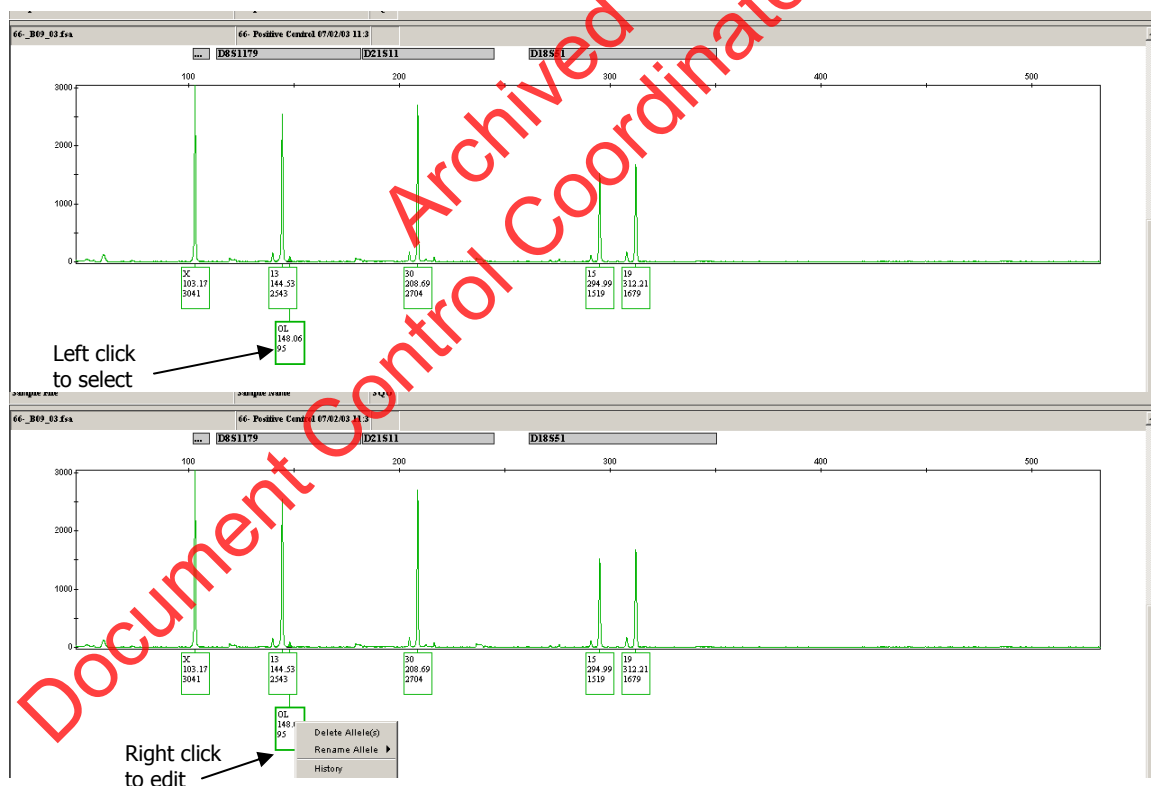 66-_B09_03.fsa 66- Positive Control 07/02/03 11:3
... D8S1179 D21S11 D18S51
100 200 300 400 500
3000
2000
1000
0
X 13 30 15 19
103.17 144.53 208.69 294.99 312.21
3041 2543 2704 1519 1679
OL
148.06
95
Left click
to select
Sample File Sample Name SQO
66-_B09_03.fsa 66- Positive Control 07/02/03 11:3
... D8S1179 D21S11 D18S51
100 200 300 400 500
3000
2000
1000
0
X 13 30 15 19
103.17 144.53 208.69 294.99 312.21
3041 2543 2704 1519 1679
OL
148.
95
Delete Allele(s)
Rename Allele
History
Right click
to edit
Archived
Document Control Coordinato